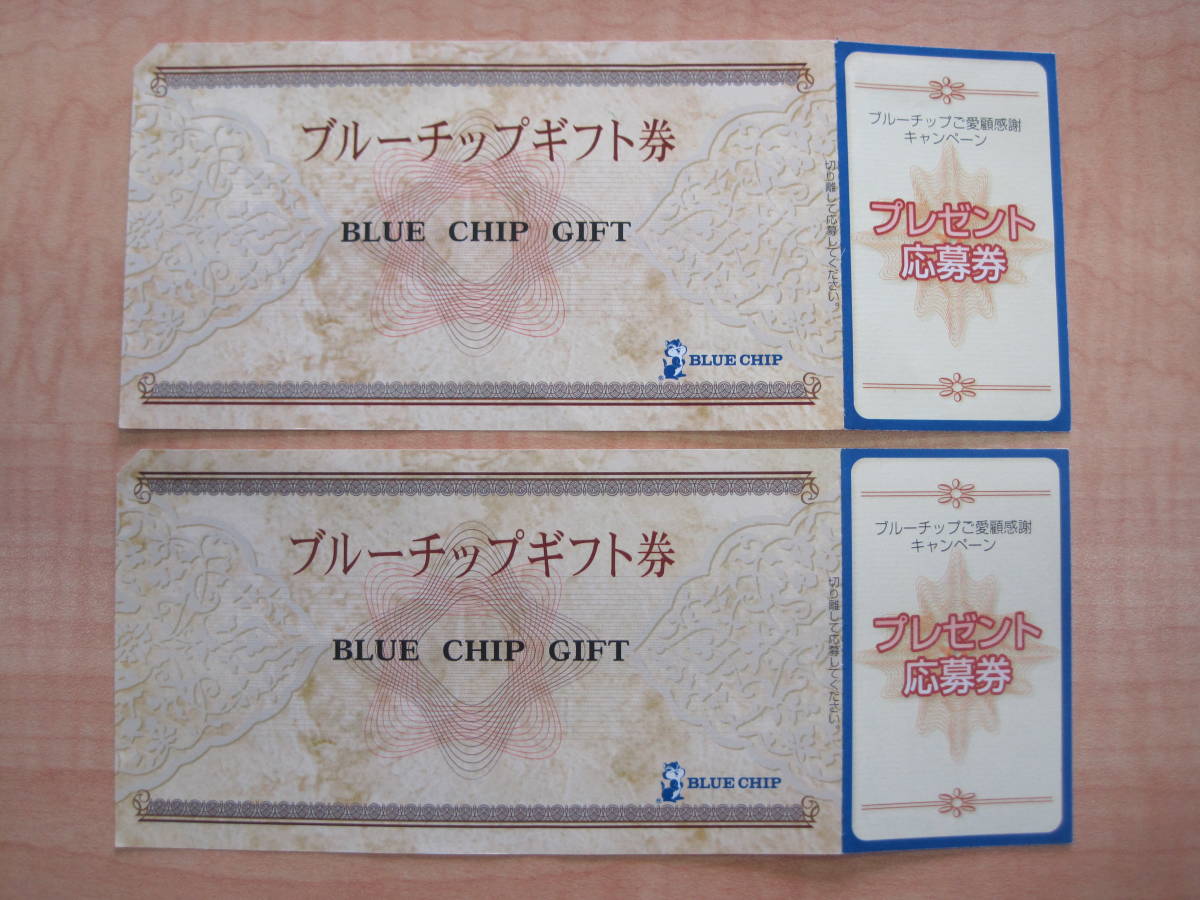 ブルーチップギフト券
BLUE CHIP GIFT
BLUE CHIP
切り離して応募してください。
ブルーチップご愛顧感謝
キャンペーン
プレゼント
応募券
ブルーチップギフト券
BLUE CHIP GIFT
BLUE CHIP
切り離して応募してください。
ブルーチップご愛顧感謝
キャンペーン
プレゼント
応募券